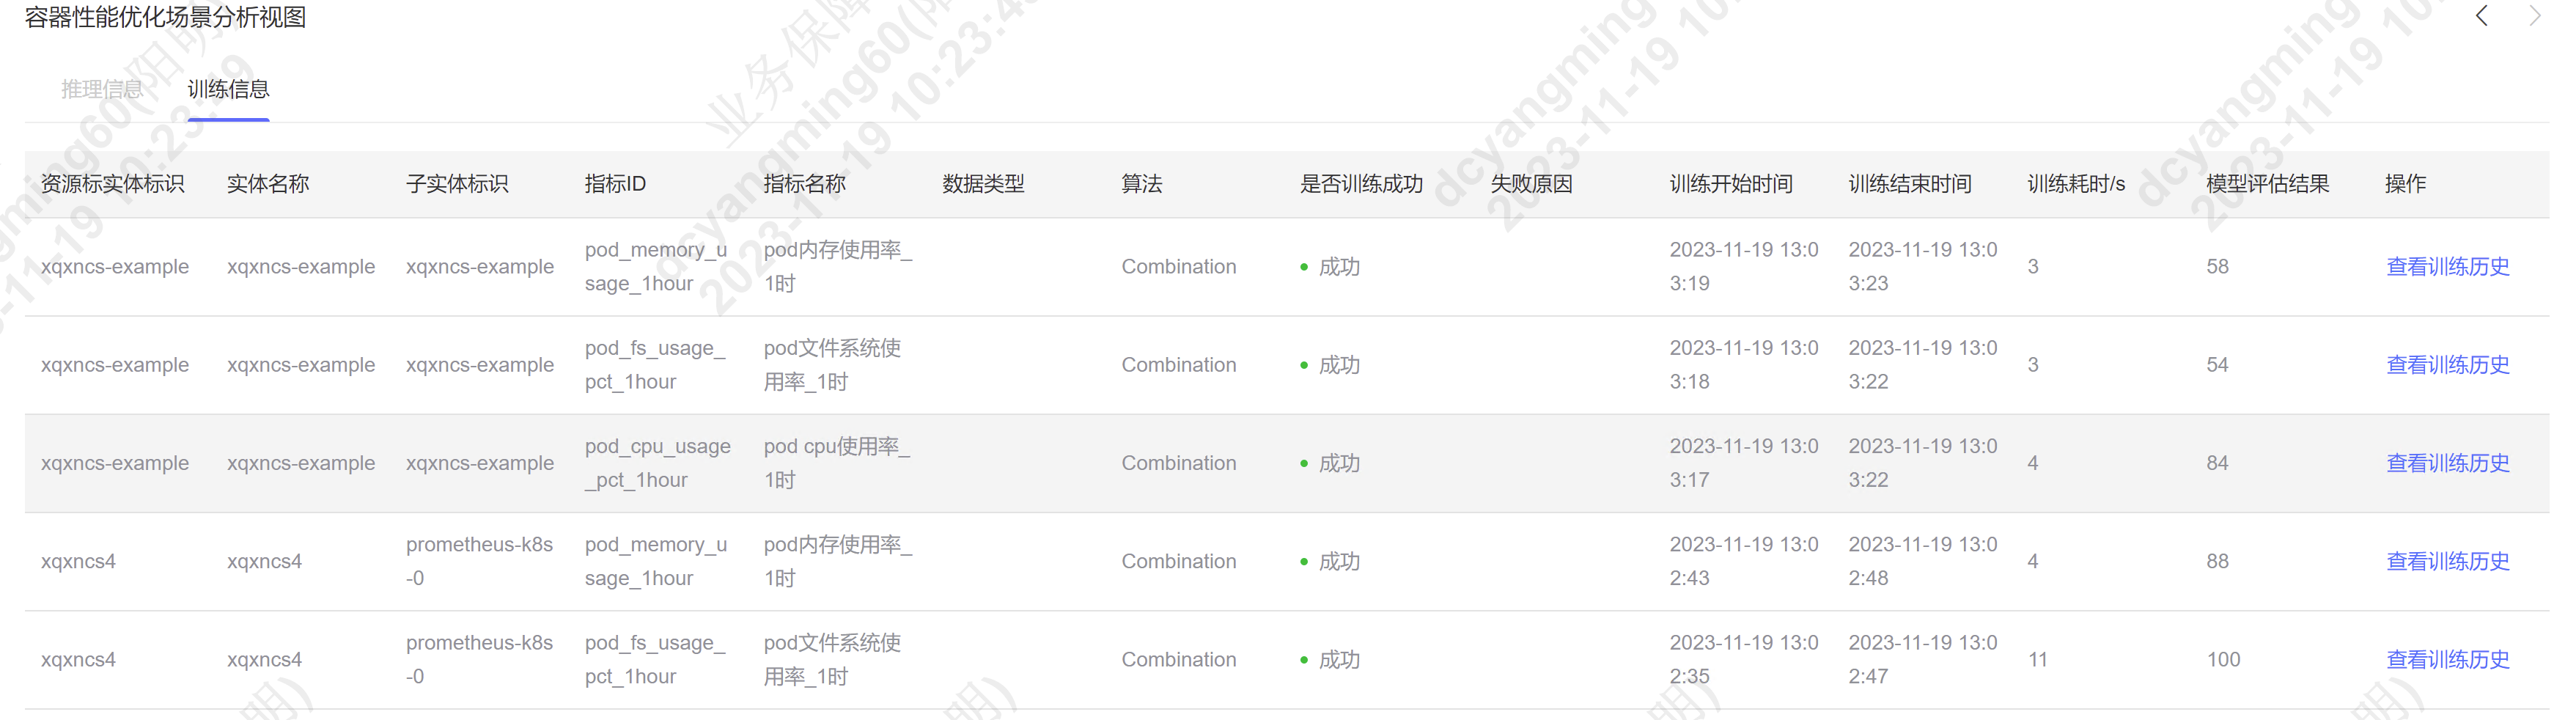 容器性能优化场景分析视图
推理信息 训练信息
资源标实体标识 实体名称 子实体标识 指标ID 指标名称 数据类型 算法 是否训练成功 失败原因 训练开始时间 训练结束时间 训练耗时/s 模型评估结果 操作
xqxncs-example xqxncs-example xqxncs-example pod_memory_usage_1hour pod内存使用率_1时 Combination 成功 2023-11-19 13:03:19 2023-11-19 13:03:23 3 58 查看训练历史
xqxncs-example xqxncs-example xqxncs-example pod_fs_usage_pct_1hour pod文件系统使用率_1时 Combination 成功 2023-11-19 13:03:18 2023-11-19 13:03:22 3 54 查看训练历史
xqxncs-example xqxncs-example xqxncs-example pod_cpu_usage_pct_1hour pod cpu使用率_1时 Combination 成功 2023-11-19 13:03:17 2023-11-19 13:03:22 4 84 查看训练历史
xqxncs4 xqxncs4 prometheus-k8s-0 pod_memory_usage_1hour pod内存使用率_1时 Combination 成功 2023-11-19 13:02:43 2023-11-19 13:02:48 4 88 查看训练历史
xqxncs4 xqxncs4 prometheus-k8s-0 pod_fs_usage_pct_1hour pod文件系统使用率_1时 Combination 成功 2023-11-19 13:02:35 2023-11-19 13:02:47 11 100 查看训练历史